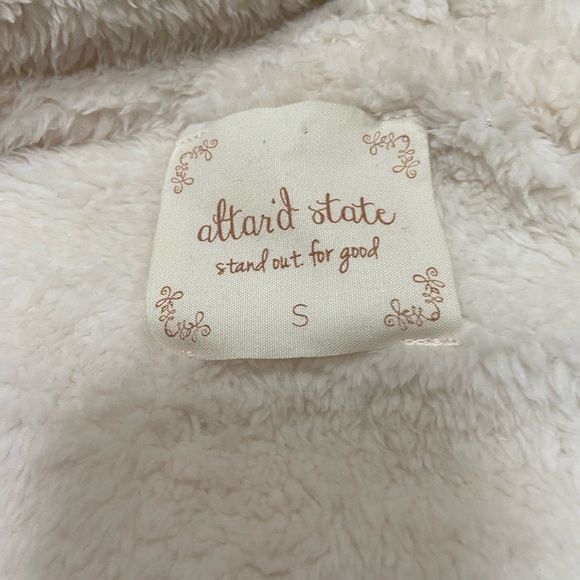 altar'd state
stand out for good
S